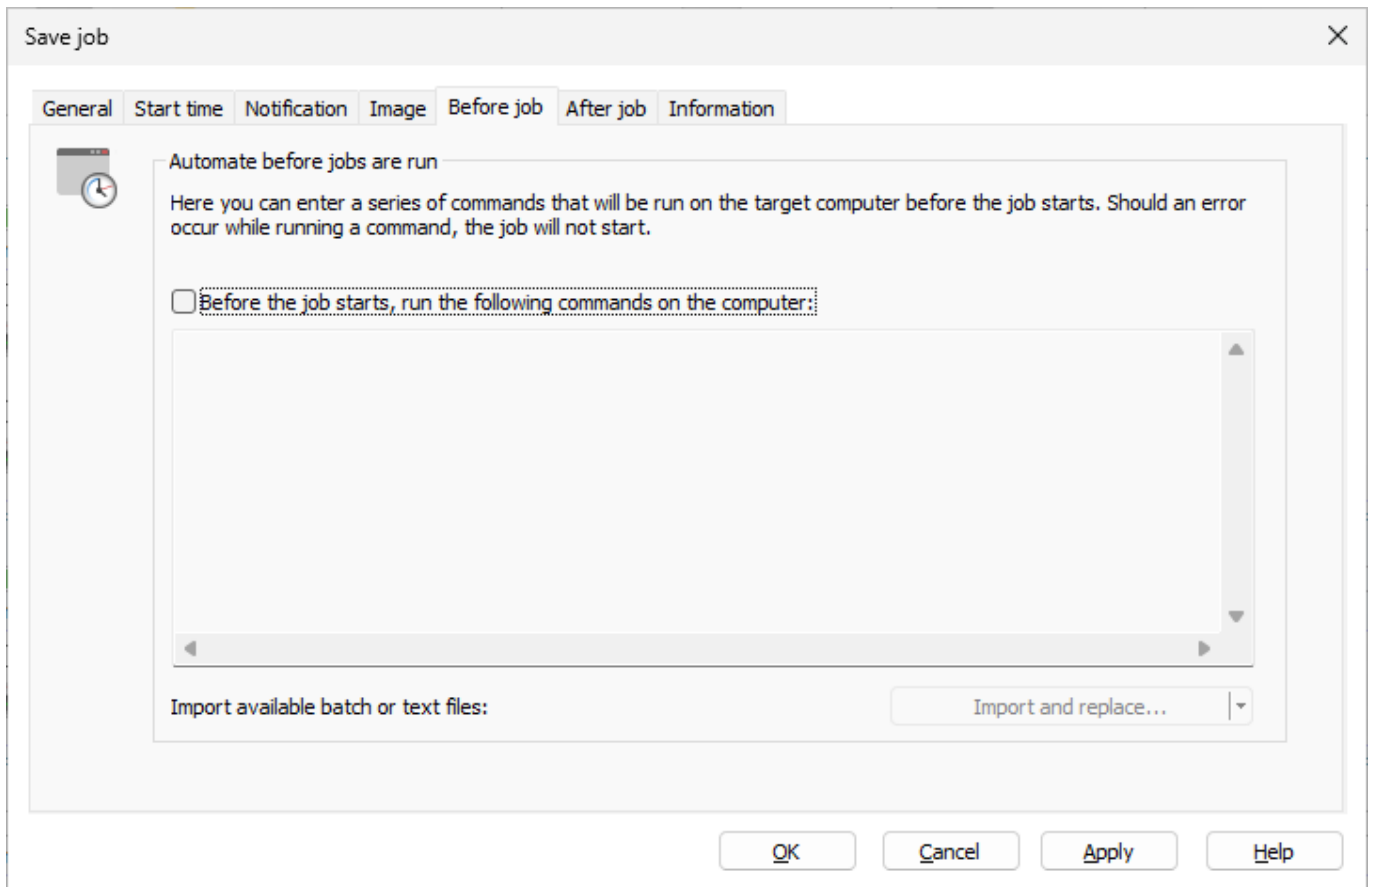 Save job
General Start time Notification Image Before job After job Information
Automate before jobs are run
Here you can enter a series of commands that will be run on the target computer before the job starts. Should an error
occur while running a command, the job will not start.
Before the job starts, run the following commands on the computer:
Import available batch or text files:
Import and replace...
OK Cancel Apply Help